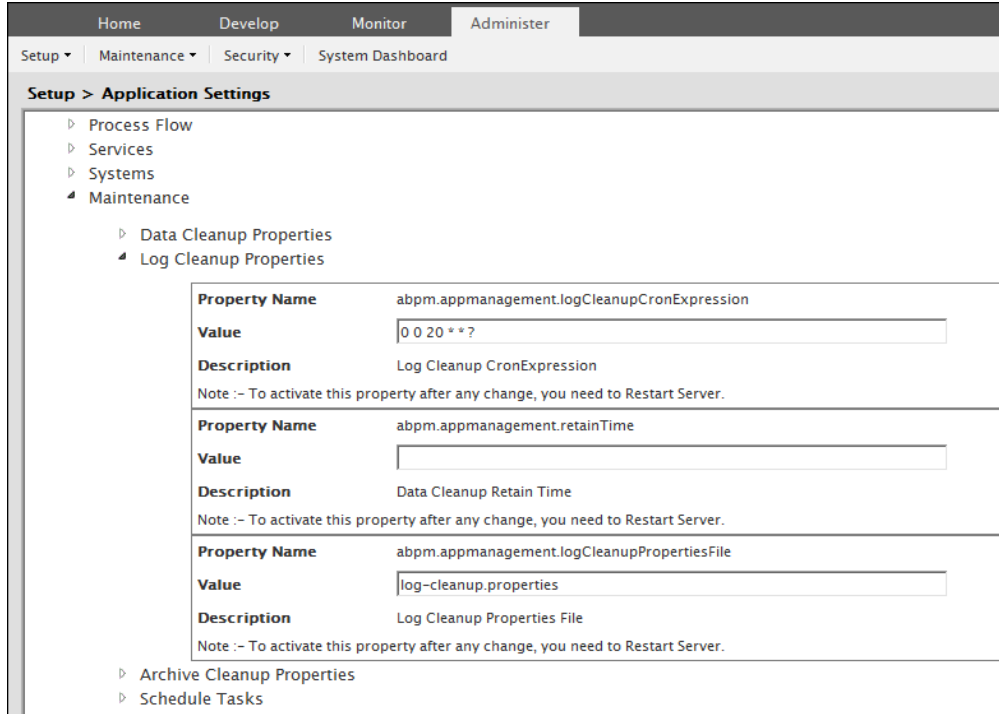 Home Develop Monitor Administer
Setup Maintenance Security System Dashboard
Setup > Application Settings
Process Flow
Services
Systems
Maintenance
Data Cleanup Properties
Log Cleanup Properties
Property Name abpm.appmanagement.logCleanupCronExpression
Value 0 0 20 * * ?
Description Log Cleanup CronExpression
Note :- To activate this property after any change, you need to Restart Server.
Property Name abpm.appmanagement.retainTime
Value
Description Data Cleanup Retain Time
Note :- To activate this property after any change, you need to Restart Server.
Property Name abpm.appmanagement.logCleanupPropertiesFile
Value log-cleanup.properties
Description Log Cleanup Properties File
Note :- To activate this property after any change, you need to Restart Server.
Archive Cleanup Properties
Schedule Tasks